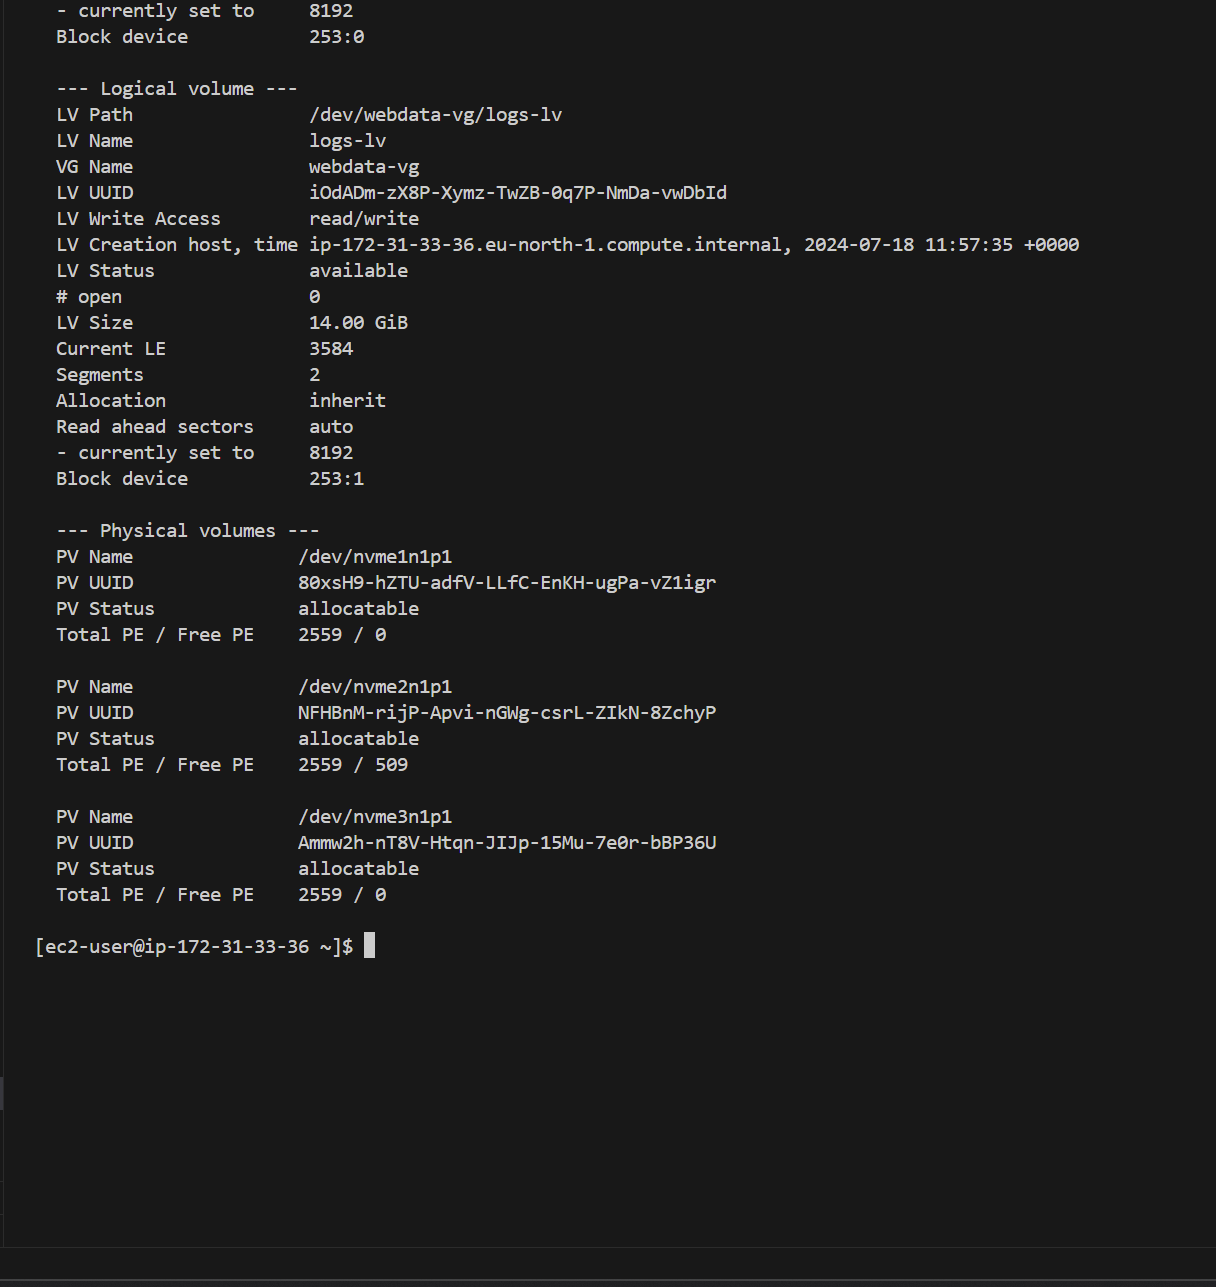 - currently set to     8192
Block device           253:0
--- Logical volume ---
LV Path                /dev/webdata-vg/logs-lv
LV Name                logs-lv
VG Name                webdata-vg
LV UUID                iOdADm-zX8P-Xymz-TwZB-0q7P-NmDa-vwDbId
LV Write Access        read/write
LV Creation host, time ip-172-31-33-36.eu-north-1.compute.internal, 2024-07-18 11:57:35 +0000
LV Status              available
# open                 0
LV Size                14.00 GiB
Current LE             3584
Segments               2
Allocation             inherit
Read ahead sectors     auto
- currently set to     8192
Block device           253:1
--- Physical volumes ---
PV Name               /dev/nvme1n1p1
PV UUID               80xsH9-hZTU-adfV-LLfC-EnKH-ugPa-vZ1igr
PV Status             allocatable
Total PE / Free PE    2559 / 0
PV Name               /dev/nvme2n1p1
PV UUID               NFHBnM-rijP-Apvi-nGWg-csrL-ZIkN-8ZchyP
PV Status             allocatable
Total PE / Free PE    2559 / 509
PV Name               /dev/nvme3n1p1
PV UUID               Ammw2h-nT8V-Htqn-JIJp-15Mu-7e0r-bBP36U
PV Status             allocatable
Total PE / Free PE    2559 / 0
[ec2-user@ip-172-31-33-36 ~]$